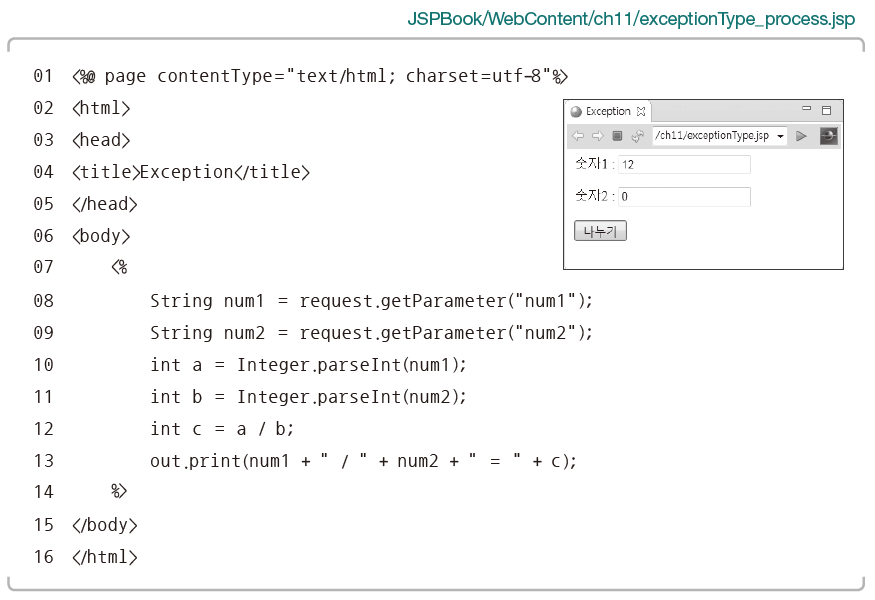 JSPBook/WebContent/ch11/exceptionType_process.jsp
01 <%@ page contentType="text/html; charset=utf-8"%>
02 <html>
03 <head>
04 <title>Exception</title>
05 </head>
06 <body>
07 <%
08 String num1 = request.getParameter("num1");
09 String num2 = request.getParameter("num2");
10 int a = Integer.parseInt(num1);
11 int b = Integer.parseInt(num2);
12 int c = a / b;
13 out.print(num1 + " / " + num2 + " = " + c);
14 %>
15 </body>
16 </html>
Exception
/ch11/exceptionType.jsp
숫자1 : 12
숫자2 : 0
나누기